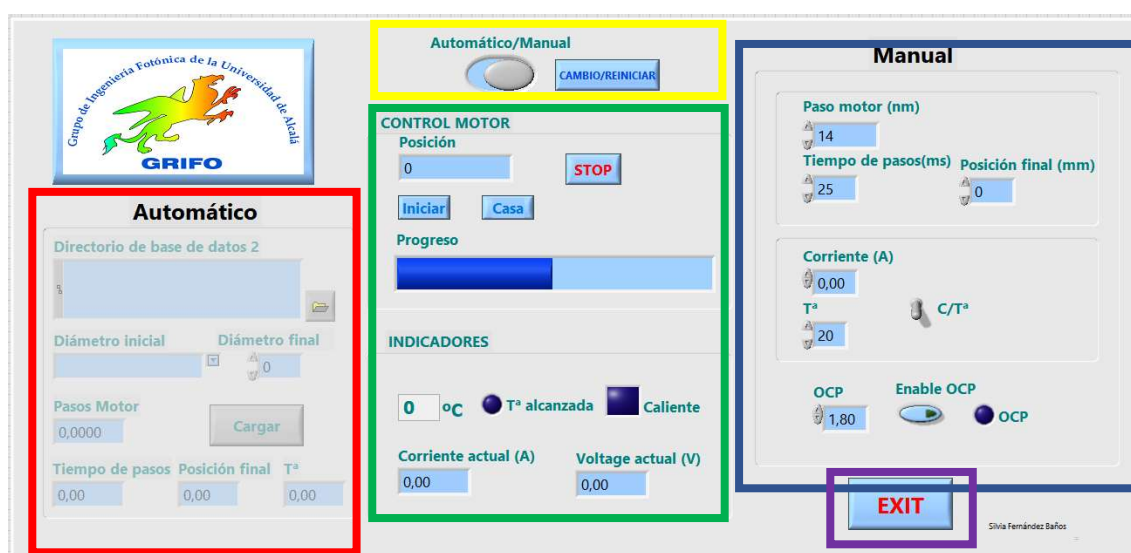 Grupo de Ingeniería Fotónica de la Universidad de Alcalá
GRIFO
Automático/Manual
CAMBIO/REINICIAR
Automático
Directorio de base de datos 2
Diámetro inicial Diámetro final
0
Pasos Motor
0,0000
Cargar
Tiempo de pasos Posición final Tª
0,00 0,00 0,00
CONTROL MOTOR
Posición
0
STOP
Iniciar Casa
Progreso
INDICADORES
0 ºC Tª alcanzada Caliente
Corriente actual (A) Voltage actual (V)
0,00 0,00
Manual
Paso motor (nm)
14
Tiempo de pasos(ms) Posición final (mm)
25 0
Corriente (A)
0,00
Tª C/Tª
20
OCP Enable OCP
1,80 OCP
EXIT
Silvia Fernández Baños